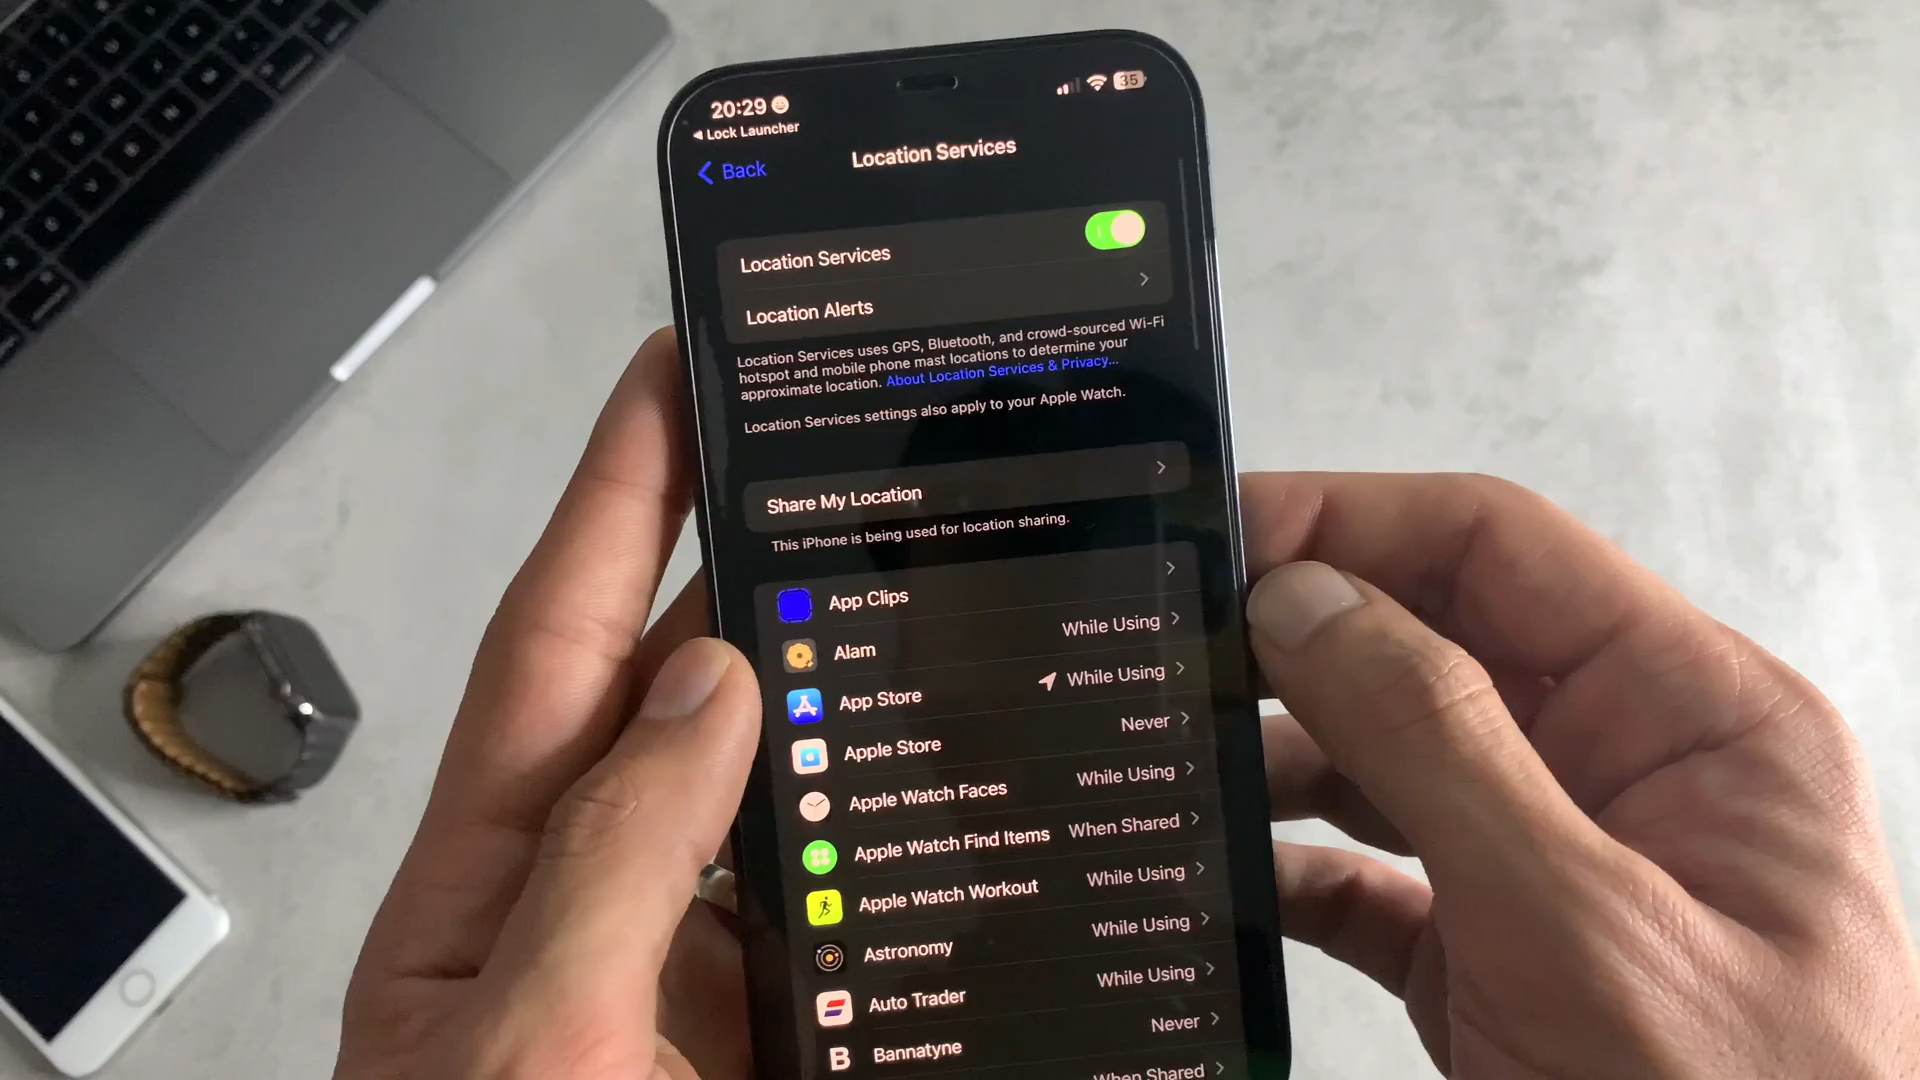 20:29
35
Lock Launcher
Back
Location Services
Location Services
Location Alerts
Location Services uses GPS, Bluetooth, and crowd-sourced Wi-Fi
hotspot and mobile phone mast locations to determine your
approximate location. About Location Services & Privacy...
Location Services settings also apply to your Apple Watch.
Share My Location
This iPhone is being used for location sharing.
App Clips
Alam While Using
App Store While Using
Apple Store Never
Apple Watch Faces While Using
Apple Watch Find Items When Shared
Apple Watch Workout While Using
Astronomy While Using
Auto Trader While Using
B Bannatyne Never
When Shared